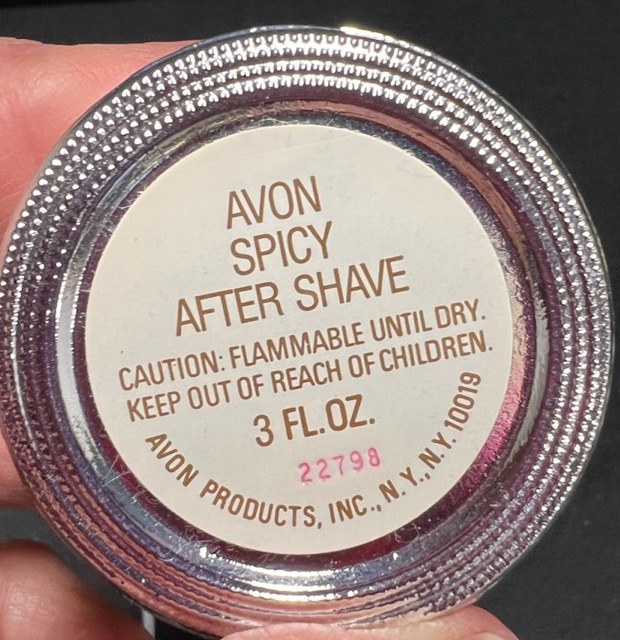 AVON
SPICY
AFTER SHAVE
CAUTION: FLAMMABLE UNTIL DRY.
KEEP OUT OF REACH OF CHILDREN.
3 FL.OZ.
22798
AVON PRODUCTS, INC., N.Y., N.Y. 10019